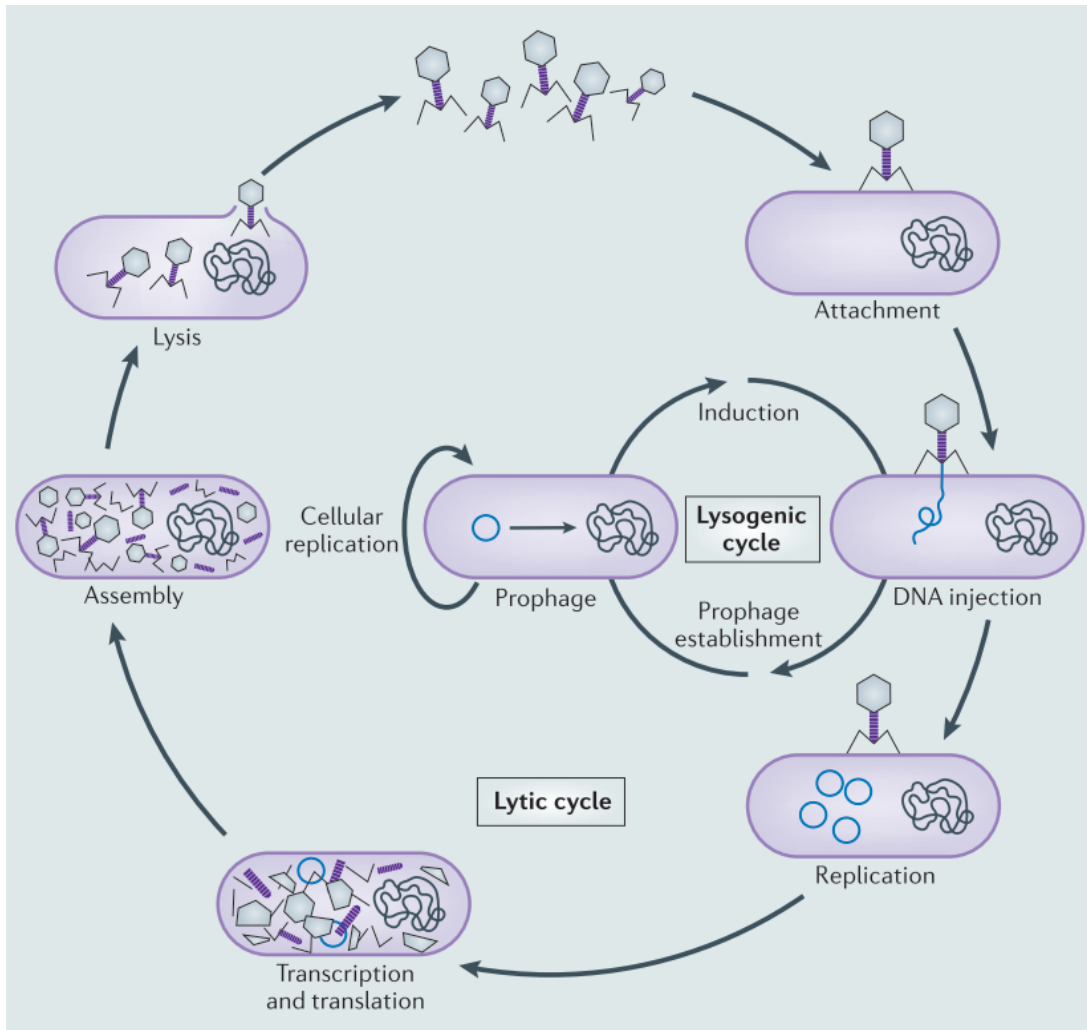 Attachment
Lysis
Induction
Lysogenic
cycle
Cellular
replication
Prophage
DNA injection
Assembly
Prophage
establishment
Lytic cycle
Replication
Transcription
and translation